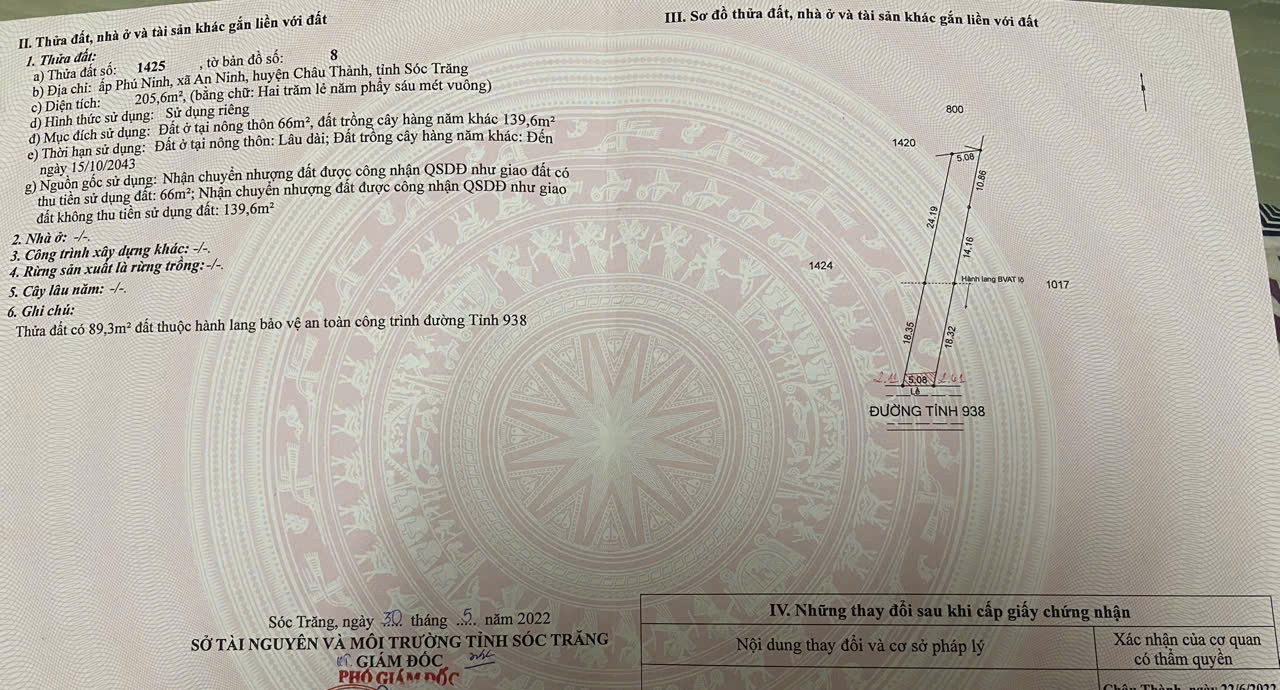 II. Thửa đất, nhà ở và tài sản khác gắn liền với đất
1. Thửa đất:
a) Thửa đất số: 1425 , tờ bản đồ số: 8
b) Địa chỉ: ấp Phú Ninh, xã An Ninh, huyện Châu Thành, tỉnh Sóc Trăng
c) Diện tích: 205,6m², (bằng chữ: Hai trăm lẻ năm phẩy sáu mét vuông)
d) Hình thức sử dụng: Sử dụng riêng
đ) Mục đích sử dụng: Đất ở tại nông thôn 66m², đất trồng cây hàng năm khác 139,6m²
e) Thời hạn sử dụng: Đất ở tại nông thôn: Lâu dài; Đất trồng cây hàng năm khác: Đến
ngày 15/10/2043
g) Nguồn gốc sử dụng: Nhận chuyển nhượng đất được công nhận QSDĐ như giao đất có
thu tiền sử dụng đất: 66m²; Nhận chuyển nhượng đất được công nhận QSDĐ như giao
đất không thu tiền sử dụng đất: 139,6m²
2. Nhà ở: -/-.
3. Công trình xây dựng khác: -/-.
4. Rừng sản xuất là rừng trồng: -/-.
5. Cây lâu năm: -/-.
6. Ghi chú:
Thửa đất có 89,3m² đất thuộc hành lang bảo vệ an toàn công trình đường Tỉnh 938
Sóc Trăng, ngày 30 tháng 5 năm 2022
SỞ TÀI NGUYÊN VÀ MÔI TRƯỜNG TỈNH SÓC TRĂNG
KT. GIÁM ĐỐC
PHÓ GIÁM ĐỐC
III. Sơ đồ thửa đất, nhà ở và tài sản khác gắn liền với đất
800
1420
5.08
10.86
24.19
14.16
1424
Hành lang BVAT lộ
1017
18.35
18.32
5.08
Lề
ĐƯỜNG TỈNH 938
IV. Những thay đổi sau khi cấp giấy chứng nhận
Nội dung thay đổi và cơ sở pháp lý
Xác nhận của cơ quan
có thẩm quyền
Châu Thành, ngày 22/6/2022